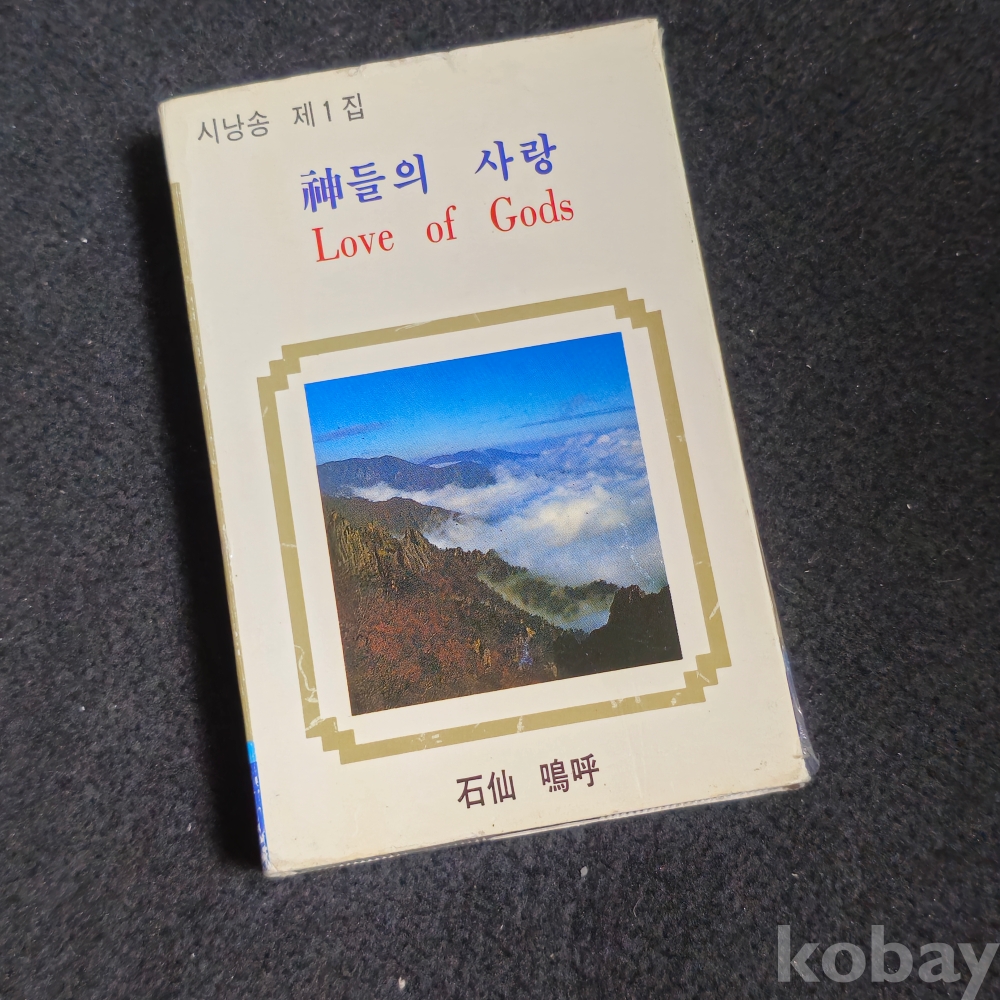 시낭송 제1집
神들의 사랑
Love of Gods
石仙 嗚呼
kobay